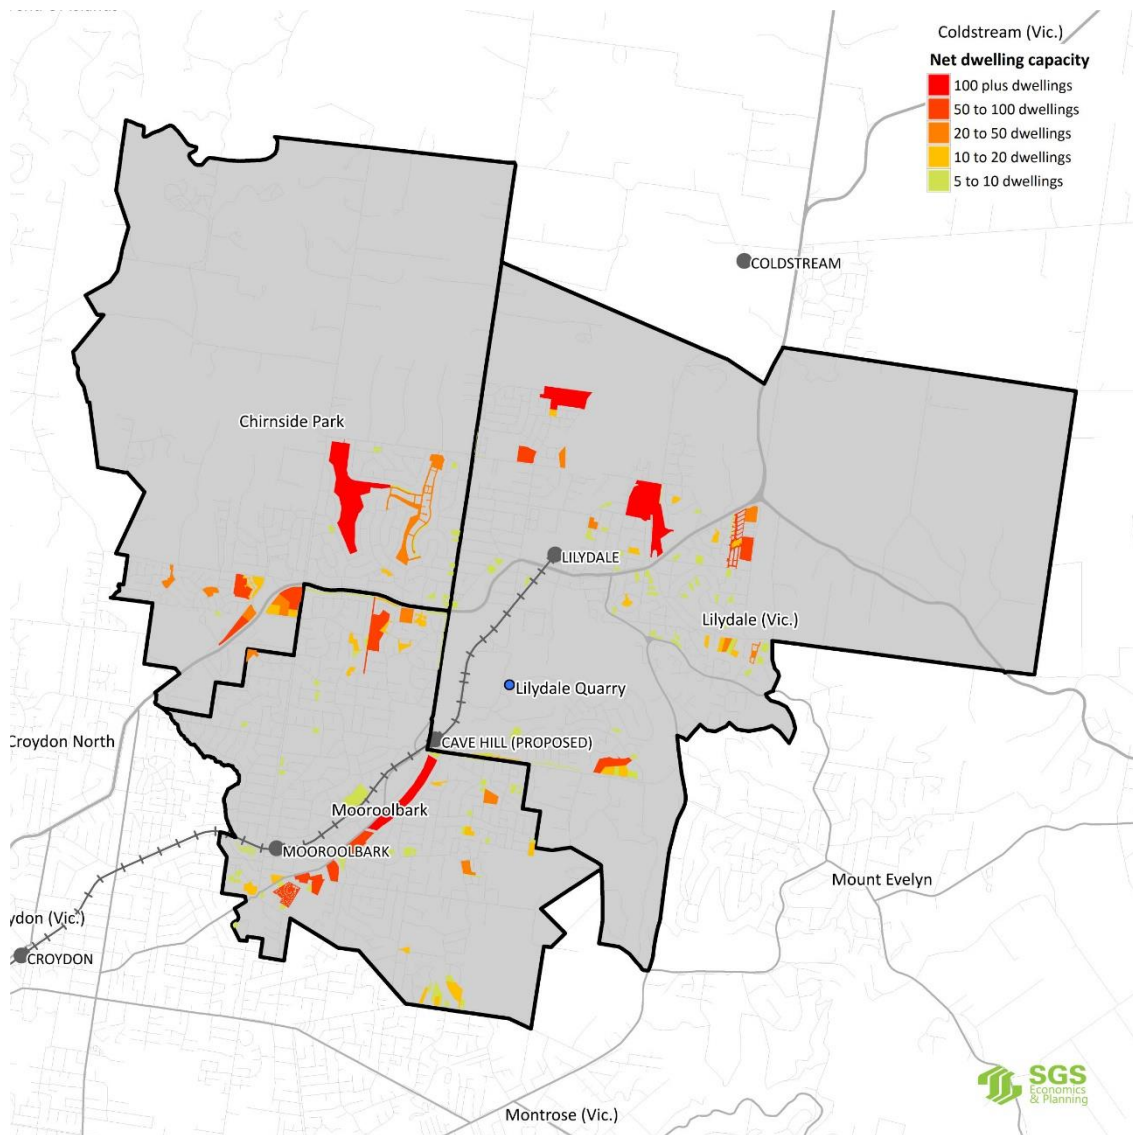 Coldstream (Vic.)
Net dwelling capacity
100 plus dwellings
50 to 100 dwellings
20 to 50 dwellings
10 to 20 dwellings
5 to 10 dwellings
COLDSTREAM
Chirnside Park
LILYDALE
Lilydale (Vic.)
Lilydale Quarry
Croydon North
CAVE HILL (PROPOSED)
Mooroolbark
MOOROOLBARK
Mount Evelyn
ydon (Vic.)
CROYDON
SGS
Economics
& Planning
Montrose (Vic.)